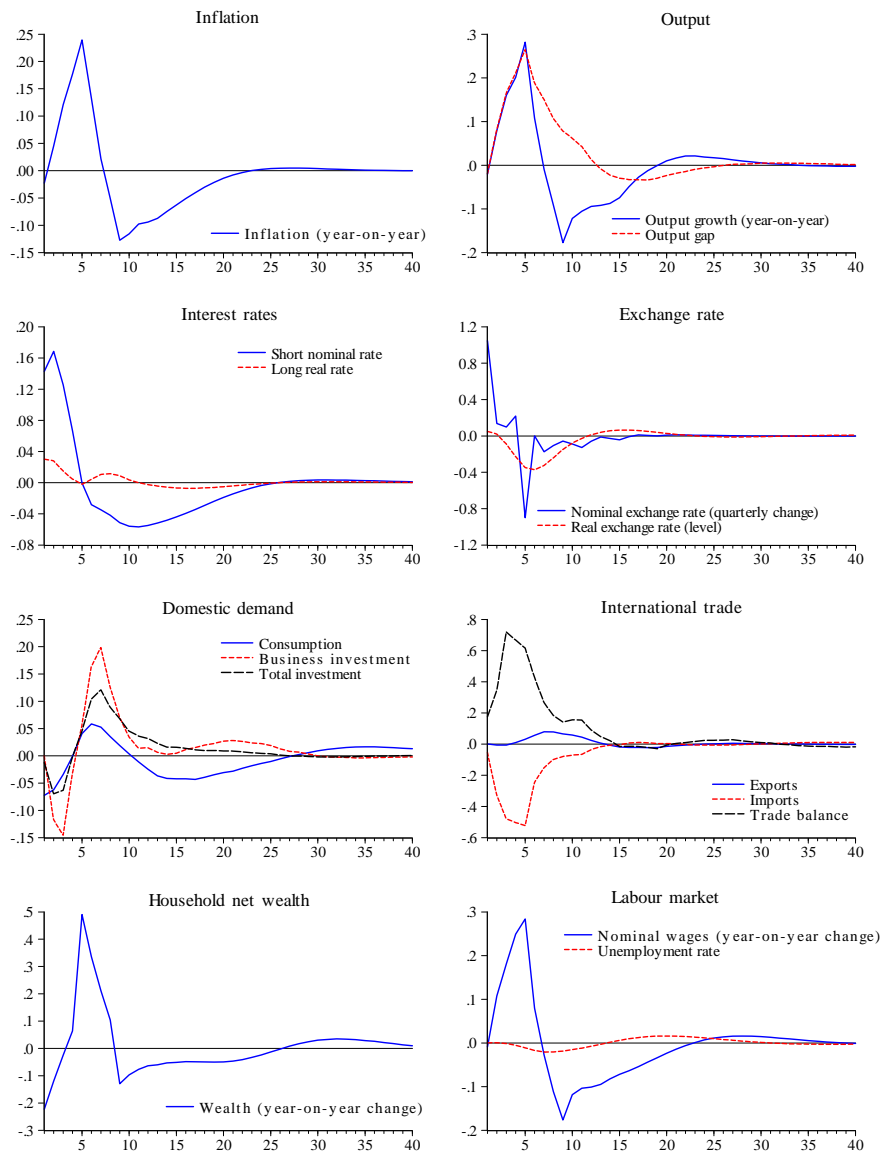 Inflation
.25
.20
.15
.10
.05
.00
-.05
-.10
-.15
Inflation (year-on-year)
5 10 15 20 25 30 35 40
Output
.3
.2
.1
.0
-.1
-.2
Output growth (year-on-year)
Output gap
5 10 15 20 25 30 35 40
Interest rates
.20
.16
.12
.08
.04
.00
-.04
-.08
Short nominal rate
Long real rate
5 10 15 20 25 30 35 40
Exchange rate
1.2
0.8
0.4
0.0
-0.4
-0.8
-1.2
Nominal exchange rate (quarterly change)
Real exchange rate (level)
5 10 15 20 25 30 35 40
Domestic demand
.25
.20
.15
.10
.05
.00
-.05
-.10
-.15
Consumption
Business investment
Total investment
5 10 15 20 25 30 35 40
International trade
.8
.6
.4
.2
.0
-.2
-.4
-.6
Exports
Imports
Trade balance
5 10 15 20 25 30 35 40
Household net wealth
.5
.4
.3
.2
.1
.0
-.1
-.2
-.3
Wealth (year-on-year change)
5 10 15 20 25 30 35 40
Labour market
.3
.2
.1
.0
-.1
-.2
Nominal wages (year-on-year change)
Unemployment rate
5 10 15 20 25 30 35 40